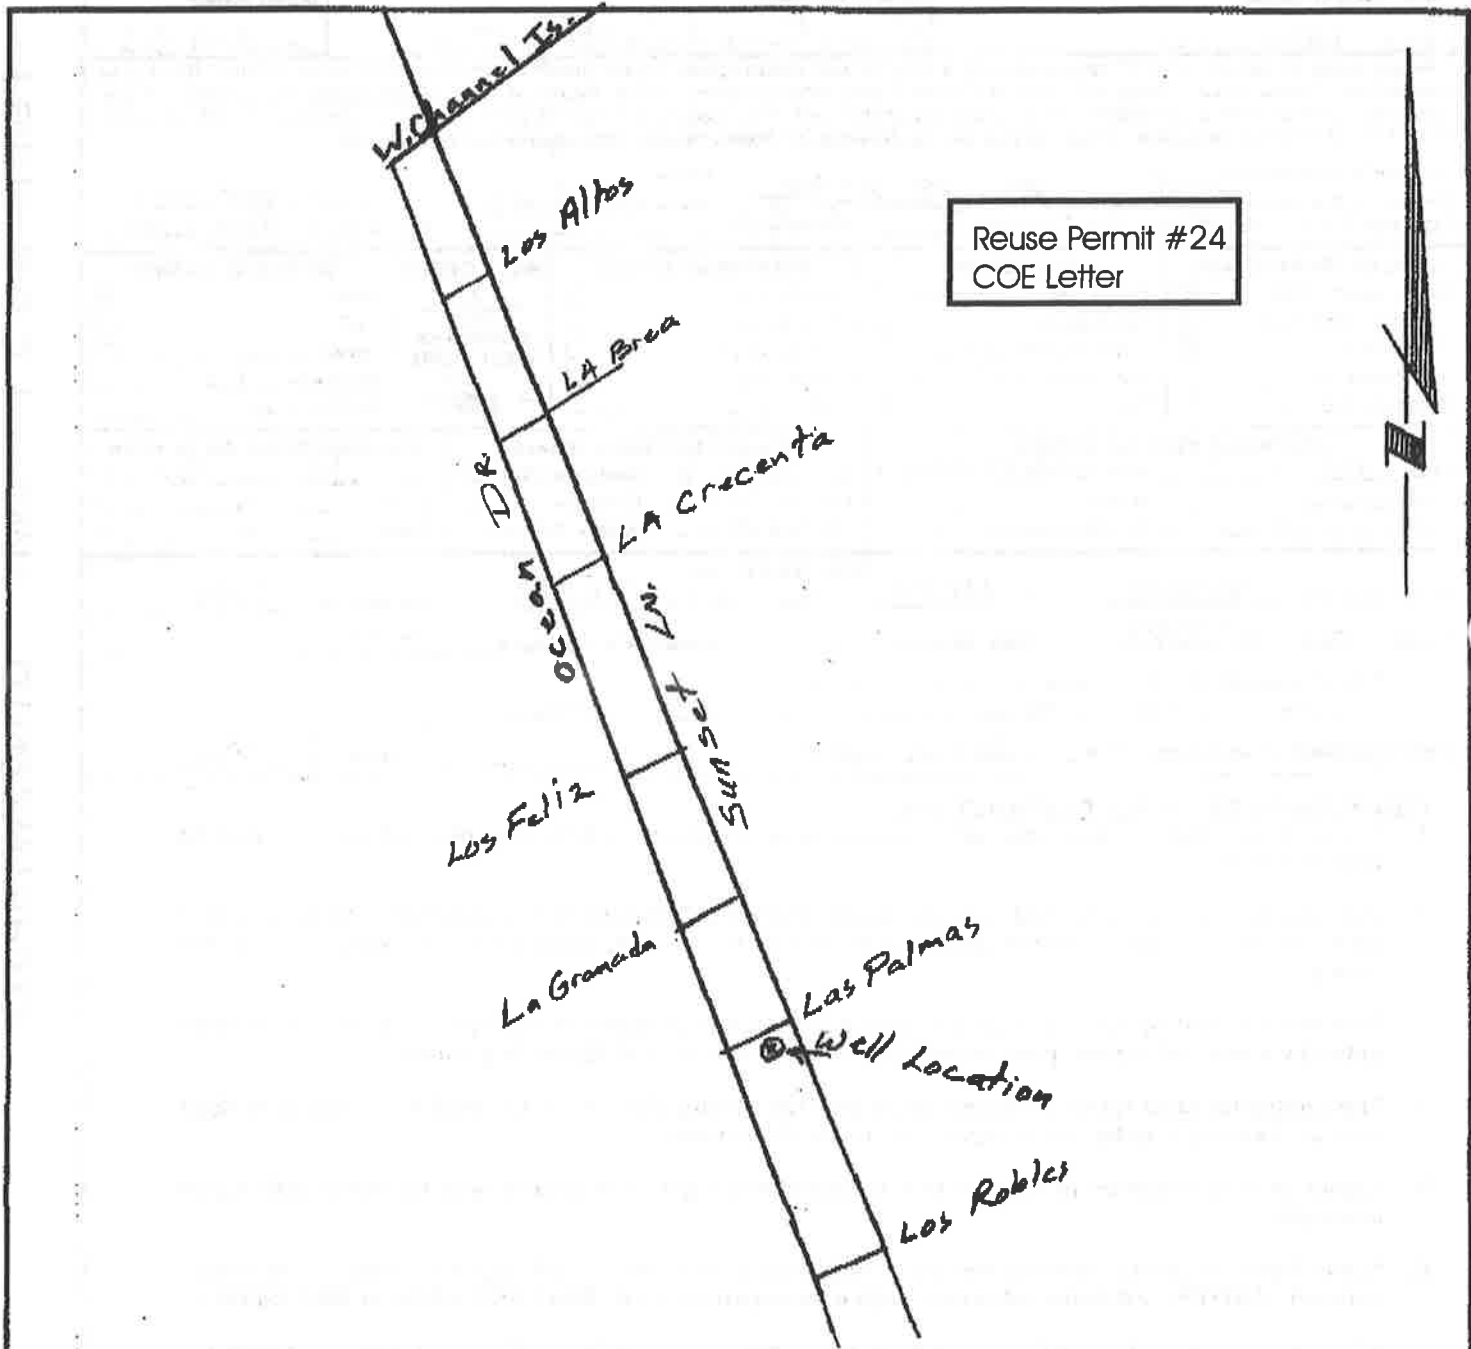 W. Channel Is.
Los Altos
Reuse Permit #24
COE Letter
LA Brea
DR.
LA Crecenta
Ocean
LN.
Sunset
Los Feliz
La Granada
Las Palmas
Well Location
Los Robles
N